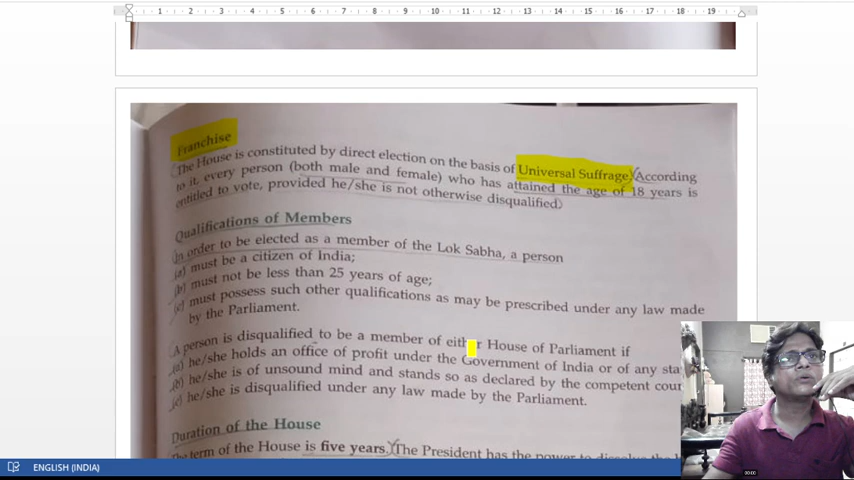 1 2 3 4 5 6 7 8 9 10 11 12 13 14 15 16 17 18 19
Franchise
The House is constituted by direct election on the basis of Universal Suffrage. According
to it, every person (both male and female) who has attained the age of 18 years is
entitled to vote, provided he/she is not otherwise disqualified.
Qualifications of Members
In order to be elected as a member of the Lok Sabha, a person
(a) must be a citizen of India;
(b) must not be less than 25 years of age;
(c) must possess such other qualifications as may be prescribed under any law made
by the Parliament.
A person is disqualified to be a member of either House of Parliament if
(a) he/she holds an office of profit under the Government of India or of any sta
(b) he/she is of unsound mind and stands so as declared by the competent cour
(c) he/she is disqualified under any law made by the Parliament.
Duration of the House
The term of the House is five years. The President has the power to dissolve the
ENGLISH (INDIA)
00:00